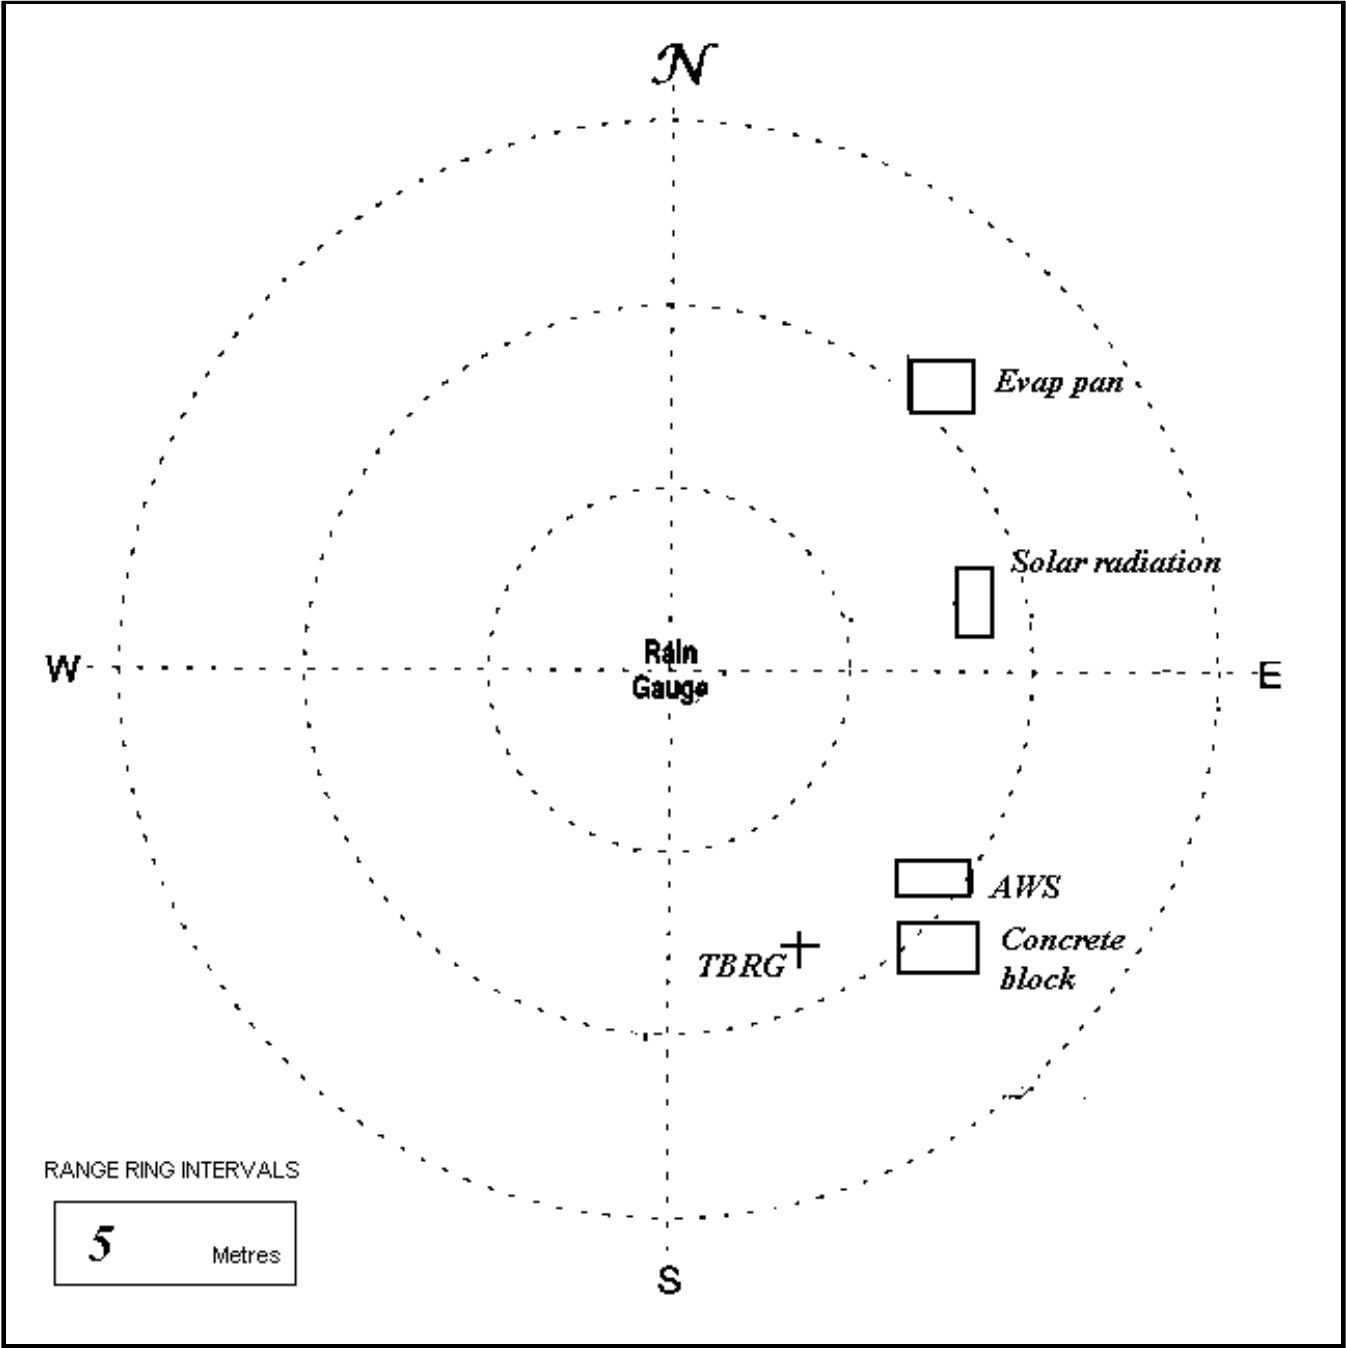 N
Evap pan
Solar radiation
Rain
Gauge
W
E
AWS
Concrete
block
TBRG
RANGE RING INTERVALS
5 Metres
S